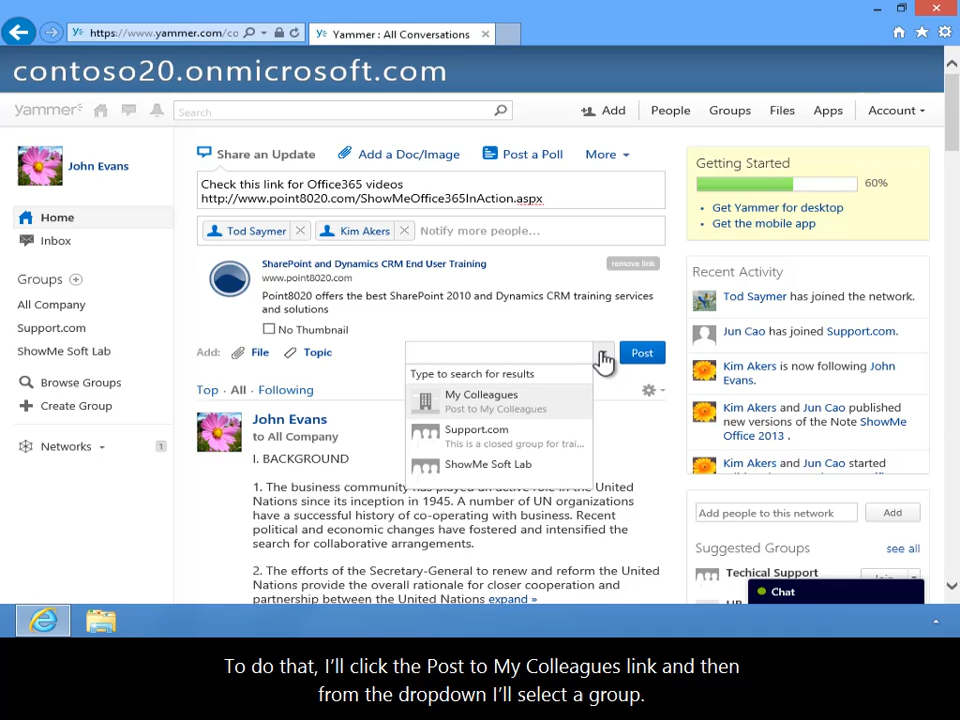 https://www.yammer.com/co
Yammer : All Conversations
contoso20.onmicrosoft.com
yammer
Search
Add
People
Groups
Files
Apps
Account
John Evans
Home
Inbox
Groups
All Company
Support.com
ShowMe Soft Lab
Browse Groups
Create Group
Networks
1
Share an Update
Add a Doc/Image
Post a Poll
More
Check this link for Office365 videos
http://www.point8020.com/ShowMeOffice365InAction.aspx
Tod Saymer
Kim Akers
Notify more people...
SharePoint and Dynamics CRM End User Training
remove link
www.point8020.com
Point8020 offers the best SharePoint 2010 and Dynamics CRM training services
and solutions
No Thumbnail
Add:
File
Topic
Post
Type to search for results
My Colleagues
Post to My Colleagues
Support.com
This is a closed group for trai...
ShowMe Soft Lab
Top · All · Following
John Evans
to All Company
I. BACKGROUND
1. The business community has played an active role in the United
Nations since its inception in 1945. A number of UN organizations
have a successful history of co-operating with business. Recent
political and economic changes have fostered and intensified the
search for collaborative arrangements.
2. The efforts of the Secretary-General to renew and reform the United
Nations provide the overall rationale for closer cooperation and
partnership between the United Nations expand »
Getting Started
60%
• Get Yammer for desktop
• Get the mobile app
Recent Activity
Tod Saymer has joined the network.
Jun Cao has joined Support.com.
Kim Akers is now following John
Evans.
Kim Akers and Jun Cao published
new versions of the Note ShowMe
Office 2013 .
Kim Akers and Jun Cao started
Add people to this network
Add
Suggested Groups
see all
Techical Support
Join
Chat
To do that, I'll click the Post to My Colleagues link and then
from the dropdown I'll select a group.